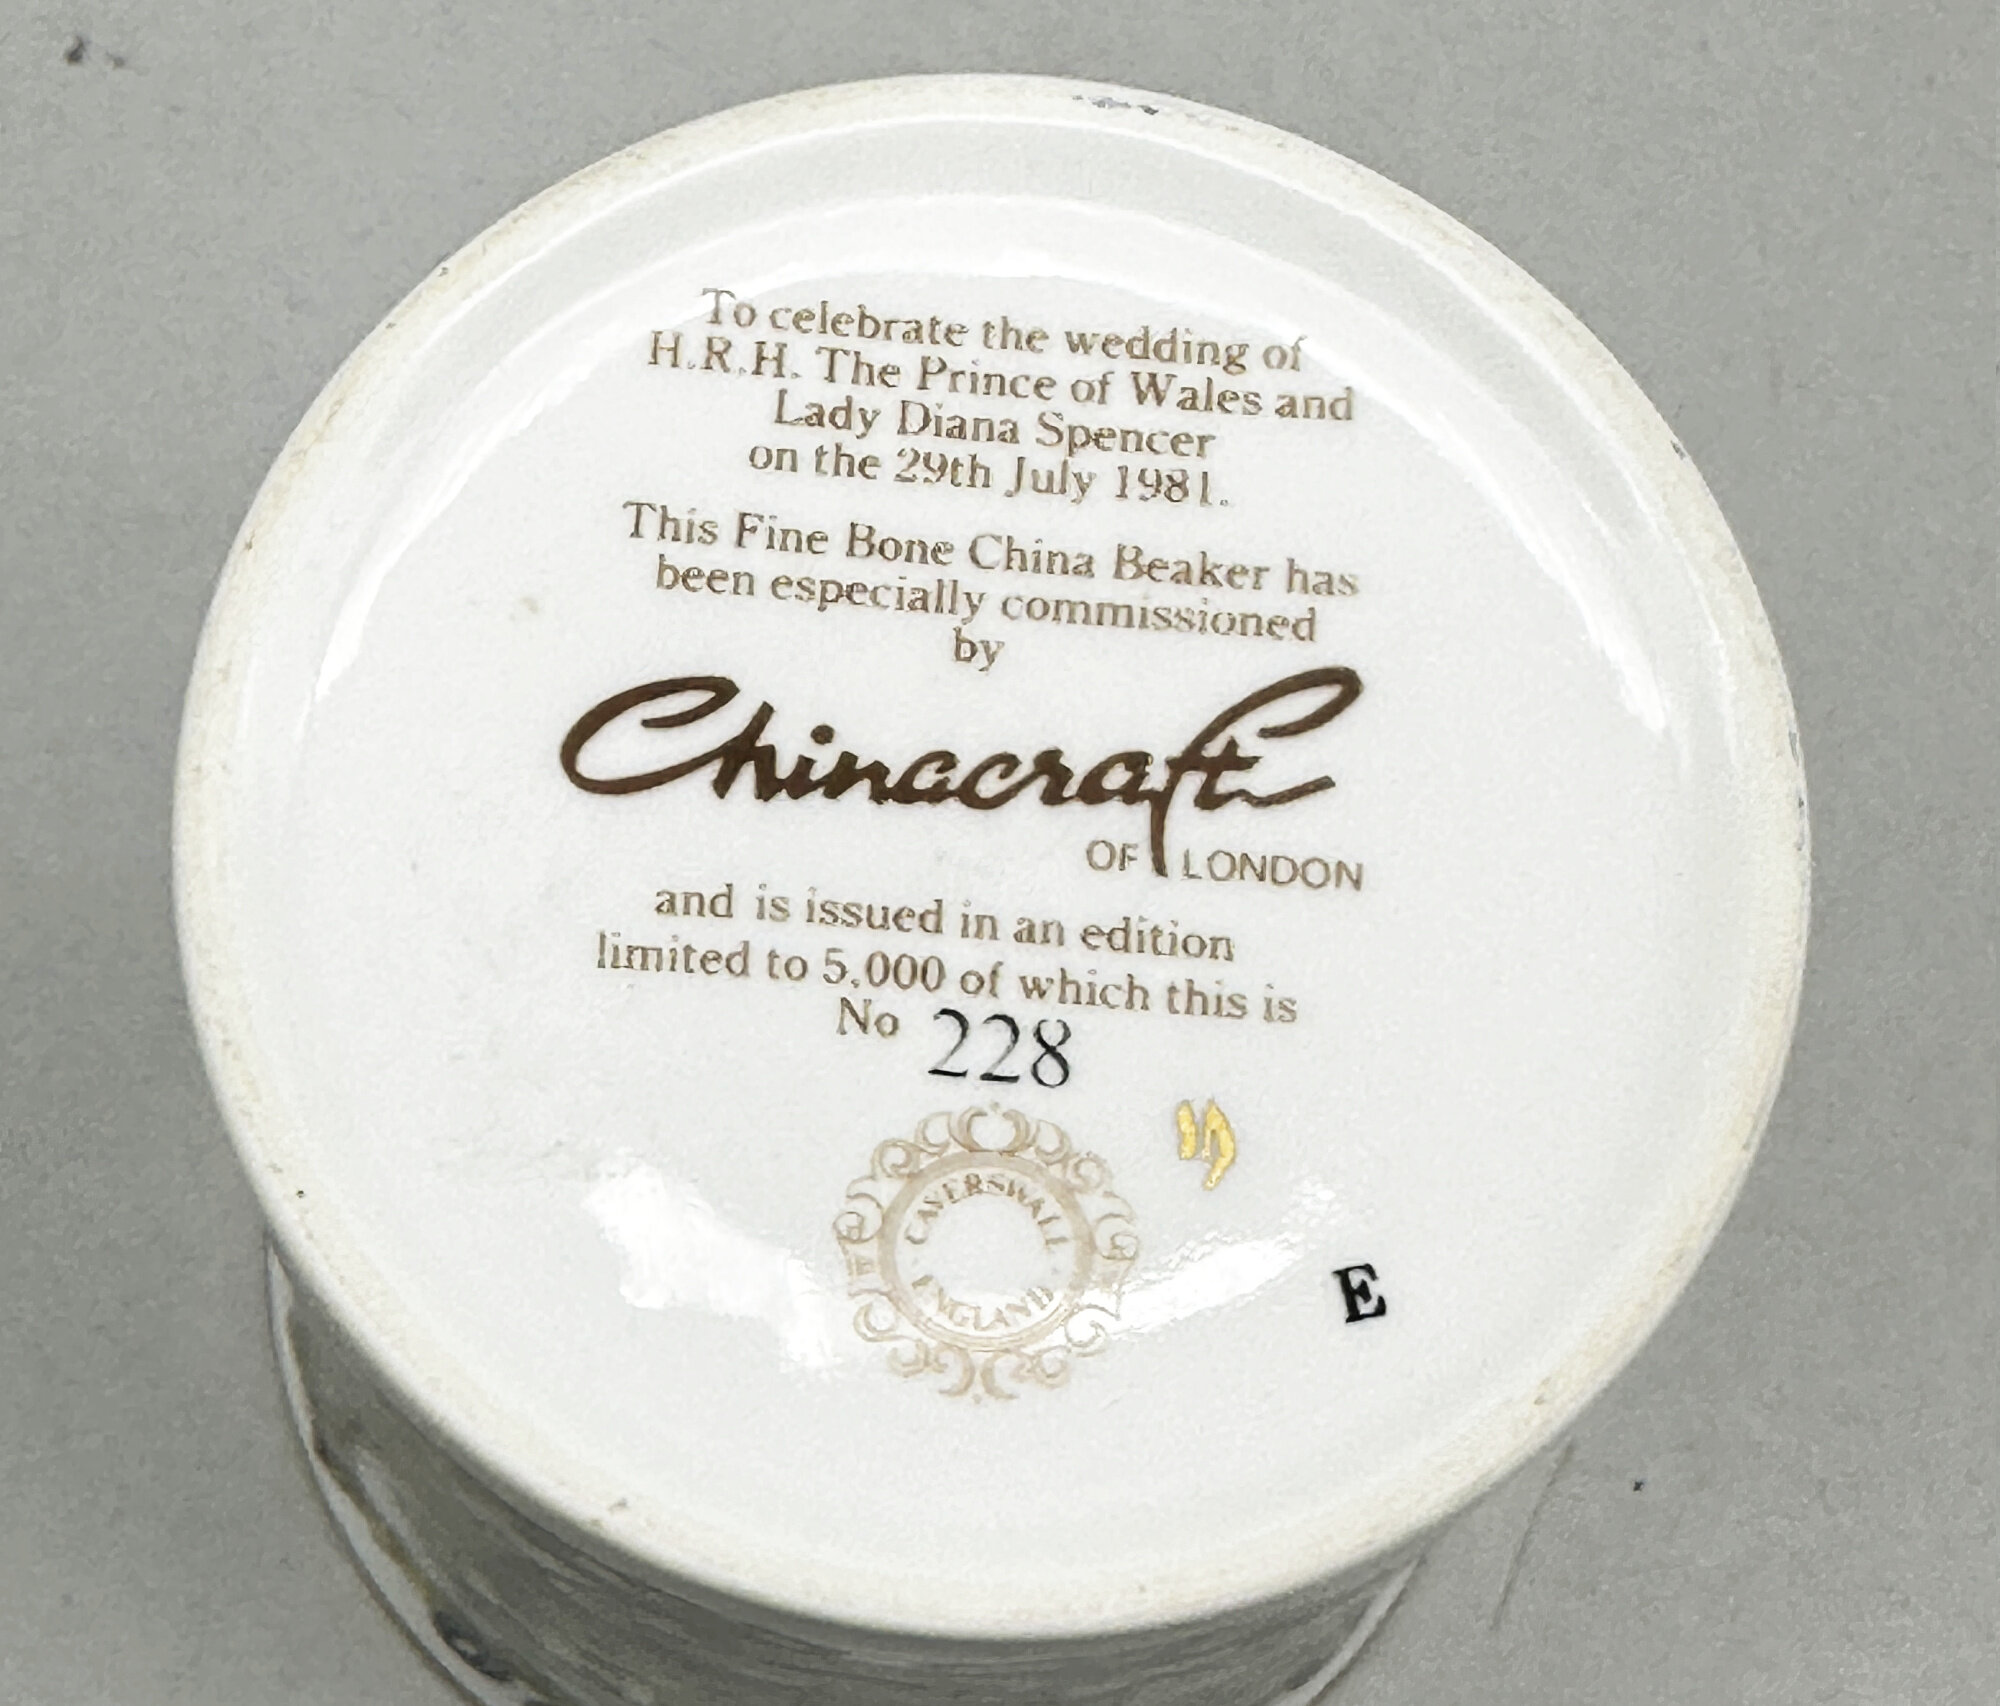 To celebrate the wedding of
H.R.H. The Prince of Wales and
Lady Diana Spencer
on the 29th July 1981.
This Fine Bone China Beaker has
been especially commissioned
by
Chinacraft
OF LONDON
and is issued in an edition
limited to 5,000 of which this is
No 228
CAVERSWALL
ENGLAND
E